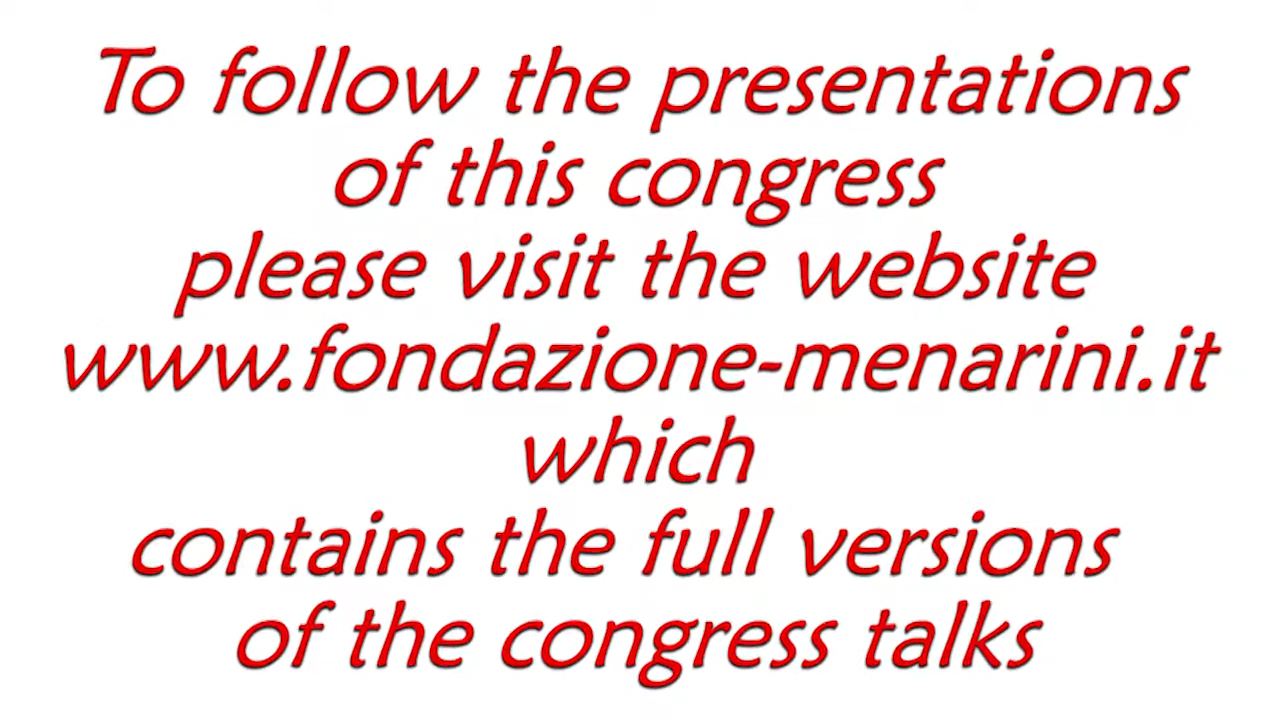 To follow the presentations
of this congress
please visit the website
www.fondazione-menarini.it
which
contains the full versions
of the congress talks